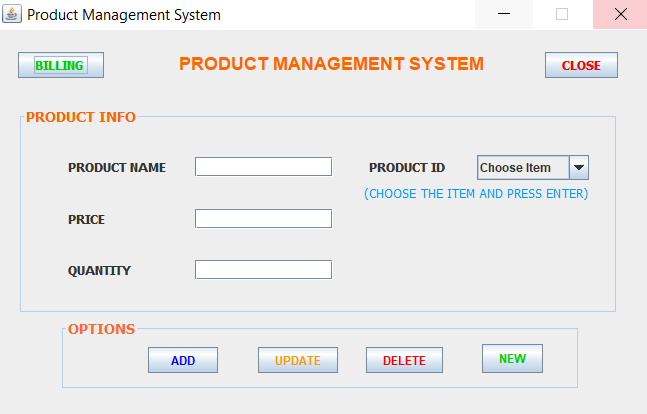 Product Management System
BILLING
PRODUCT MANAGEMENT SYSTEM
CLOSE
PRODUCT INFO
PRODUCT NAME
PRODUCT ID
Choose Item
(CHOOSE THE ITEM AND PRESS ENTER)
PRICE
QUANTITY
OPTIONS
ADD
UPDATE
DELETE
NEW